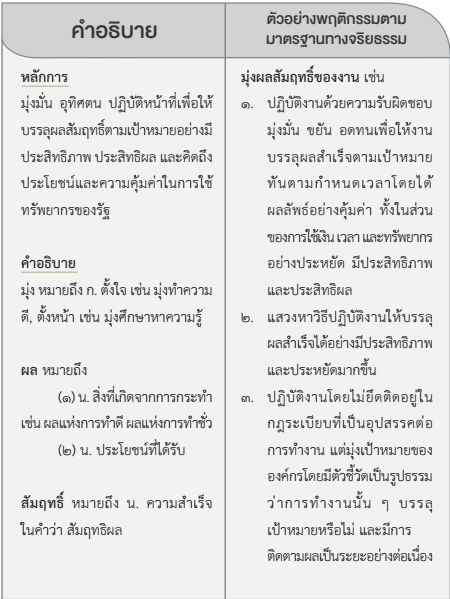 คำอธิบาย
ตัวอย่างพฤติกรรมตาม
มาตรฐานทางจริยธรรม
หลักการ
มุ่งมั่น อุทิศตน ปฏิบัติหน้าที่เพื่อให้
บรรลุผลสัมฤทธิ์ตามเป้าหมายอย่างมี
ประสิทธิภาพ ประสิทธิผล และคิดถึง
ประโยชน์และความคุ้มค่าในการใช้
ทรัพยากรของรัฐ
คำอธิบาย
มุ่ง หมายถึง ก. ตั้งใจ เช่น มุ่งทำความ
ดี, ตั้งหน้า เช่น มุ่งศึกษาหาความรู้
ผล หมายถึง
(๑) น. สิ่งที่เกิดจากการกระทำ
เช่น ผลแห่งการทำดี ผลแห่งการทำชั่ว
(๒) น. ประโยชน์ที่ได้รับ
สัมฤทธิ์ หมายถึง น. ความสำเร็จ
ในคำว่า สัมฤทธิผล
มุ่งผลสัมฤทธิ์ของงาน เช่น
๑. ปฏิบัติงานด้วยความรับผิดชอบ
มุ่งมั่น ขยัน อดทนเพื่อให้งาน
บรรลุผลสำเร็จตามเป้าหมาย
ทันตามกำหนดเวลาโดยได้
ผลลัพธ์อย่างคุ้มค่า ทั้งในส่วน
ของการใช้เงิน เวลา และทรัพยากร
อย่างประหยัด มีประสิทธิภาพ
และประสิทธิผล
๒. แสวงหาวิธีปฏิบัติงานให้บรรลุ
ผลสำเร็จได้อย่างมีประสิทธิภาพ
และประหยัดมากขึ้น
๓. ปฏิบัติงานโดยไม่ยึดติดอยู่ใน
กฎระเบียบที่เป็นอุปสรรคต่อ
การทำงาน แต่มุ่งเป้าหมายของ
องค์กรโดยมีตัวชี้วัดเป็นรูปธรรม
ว่าการทำงานนั้น ๆ บรรลุ
เป้าหมายหรือไม่ และมีการ
ติดตามผลเป็นระยะอย่างต่อเนื่อง